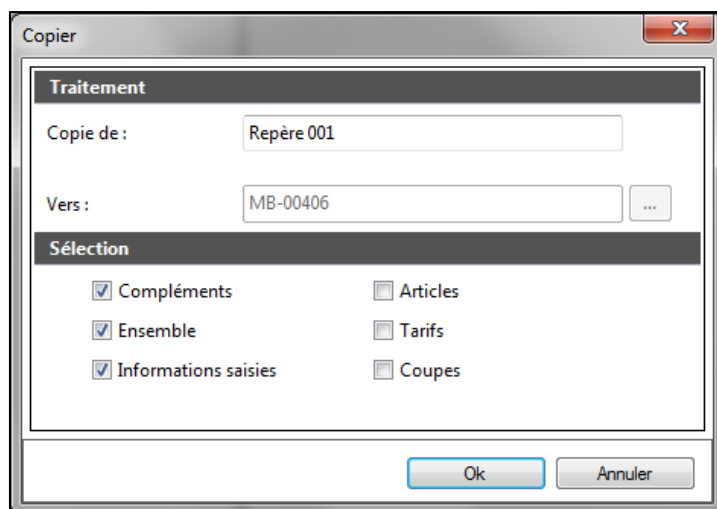 Copier
Traitement
Copie de : Repère 001
Vers : MB-00406 ...
Sélection
Compléments Articles
Ensemble Tarifs
Informations saisies Coupes
Ok Annuler